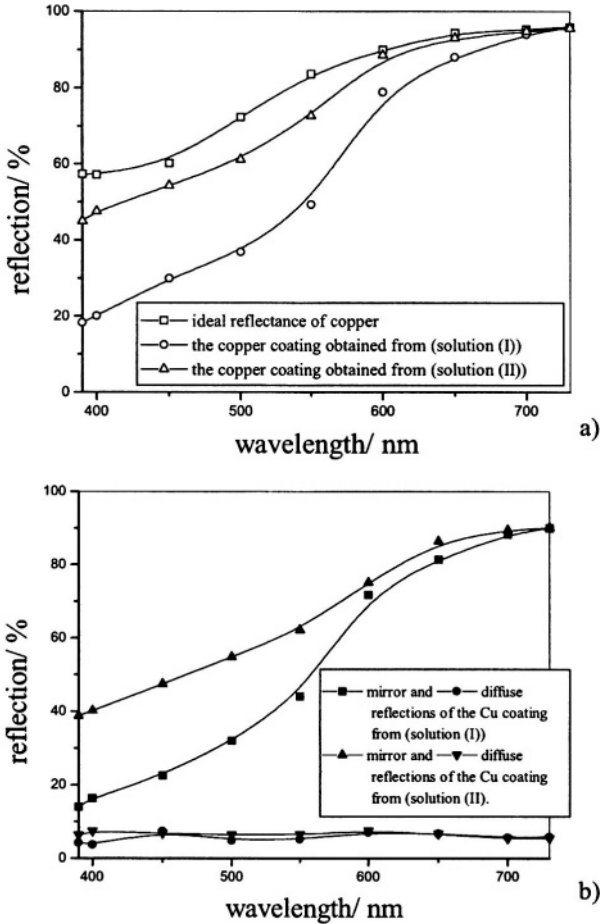 100
80
60
40
20
0
reflection/ %
ideal reflectance of copper
the copper coating obtained from (solution (I))
the copper coating obtained from (solution (II))
400 500 600 700
wavelength/ nm
a)
100
80
60
40
20
0
reflection/ %
mirror and diffuse
reflections of the Cu coating
from (solution (I))
mirror and diffuse
reflections of the Cu coating
from (solution (II).
400 500 600 700
wavelength/ nm
b)